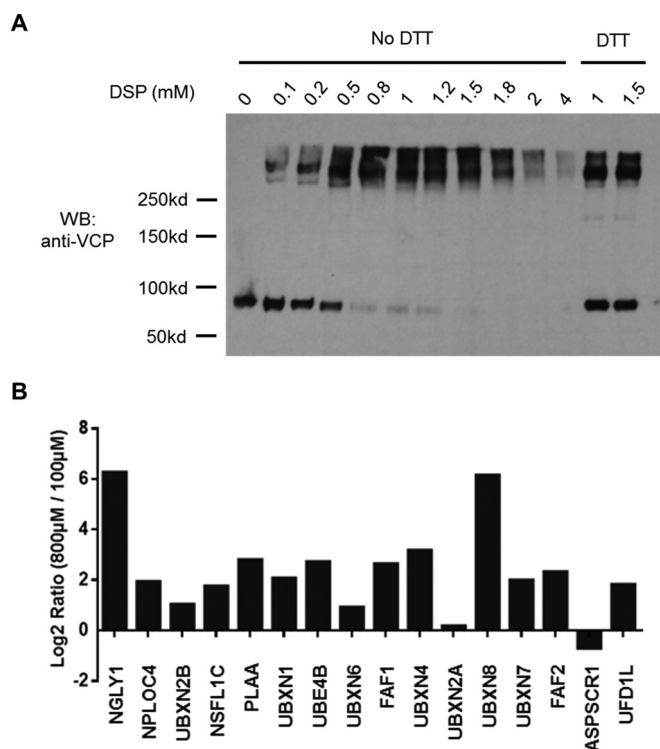 A
No DTT DTT
DSP (mM) 0 0.1 0.2 0.5 0.8 1 1.2 1.5 1.8 2 4 1 1.5
250kd
WB:
anti-VCP
150kd
100kd
50kd
B
Log2 Ratio (800µM / 100µM)
8
6
4
2
0
-2
NGLY1 NPLOC4 UBXN2B NSFL1C PLAA UBXN1 UBE4B UBXN6 FAF1 UBXN4 UBXN2A UBXN8 UBXN7 FAF2 ASPSCR1 UFD1L